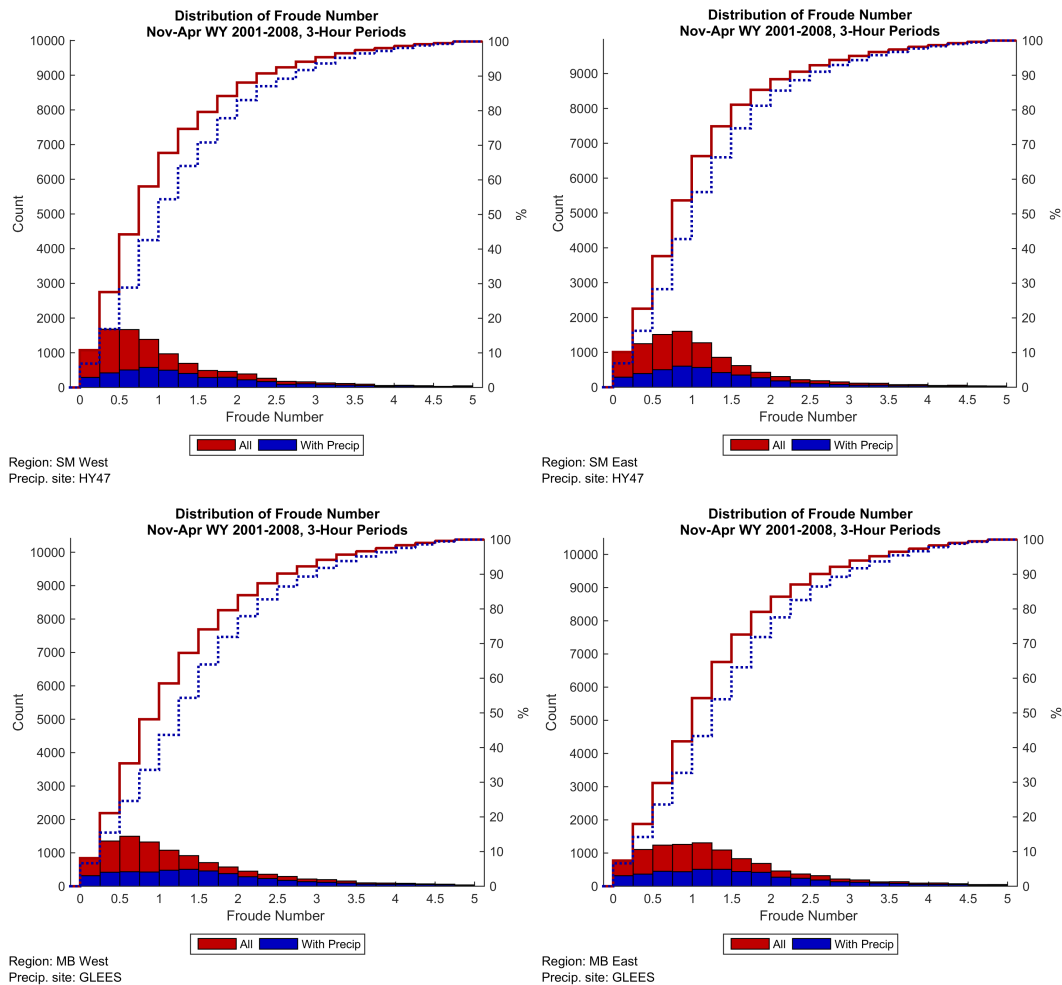 Distribution of Froude Number
Nov-Apr WY 2001-2008, 3-Hour Periods
10000
9000
8000
7000
6000
5000
4000
3000
2000
1000
0
Count
100
90
80
70
60
50
40
30
20
10
0
%
0 0.5 1 1.5 2 2.5 3 3.5 4 4.5 5
Froude Number
All With Precip
Region: SM West
Precip. site: HY47
Distribution of Froude Number
Nov-Apr WY 2001-2008, 3-Hour Periods
9000
8000
7000
6000
5000
4000
3000
2000
1000
0
Count
100
90
80
70
60
50
40
30
20
10
0
%
0 0.5 1 1.5 2 2.5 3 3.5 4 4.5 5
Froude Number
All With Precip
Region: SM East
Precip. site: HY47
Distribution of Froude Number
Nov-Apr WY 2001-2008, 3-Hour Periods
10000
9000
8000
7000
6000
5000
4000
3000
2000
1000
0
Count
100
90
80
70
60
50
40
30
20
10
0
%
0 0.5 1 1.5 2 2.5 3 3.5 4 4.5 5
Froude Number
All With Precip
Region: MB West
Precip. site: GLEES
Distribution of Froude Number
Nov-Apr WY 2001-2008, 3-Hour Periods
10000
9000
8000
7000
6000
5000
4000
3000
2000
1000
0
Count
100
90
80
70
60
50
40
30
20
10
0
%
0 0.5 1 1.5 2 2.5 3 3.5 4 4.5 5
Froude Number
All With Precip
Region: MB East
Precip. site: GLEES